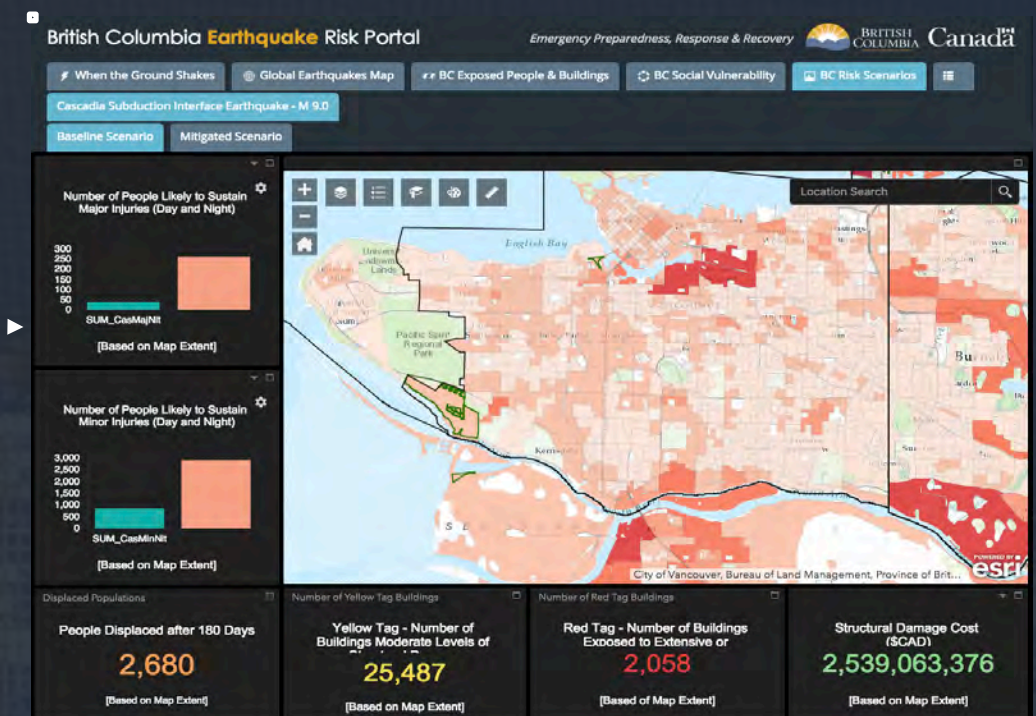 British Columbia Earthquake Risk Portal
Emergency Preparedness, Response & Recovery
BRITISH COLUMBIA
Canada
When the Ground Shakes
Global Earthquakes Map
BC Exposed People & Buildings
BC Social Vulnerability
BC Risk Scenarios
Cascadia Subduction Interface Earthquake - M 9.0
Baseline Scenario
Mitigated Scenario
Number of People Likely to Sustain
Major Injuries (Day and Night)
300
250
200
150
100
50
0
SUM_CasMajNit
[Based on Map Extent]
Number of People Likely to Sustain
Minor Injuries (Day and Night)
3,000
2,500
2,000
1,500
1,000
500
0
SUM_CasMinNit
[Based on Map Extent]
Location Search
English Bay
Pacific Spirit
Regional
Park
City of Vancouver, Bureau of Land Management, Province of Brit...
POWERED BY
esri
Displaced Populations
People Displaced after 180 Days
2,680
[Based on Map Extent]
Number of Yellow Tag Buildings
Yellow Tag - Number of
Buildings Moderate Levels of
25,487
[Based on Map Extent]
Number of Red Tag Buildings
Red Tag - Number of Buildings
Exposed to Extensive or
2,058
[Based of Map Extent]
Structural Damage Cost
($CAD)
2,539,063,376
[Based on Map Extent]